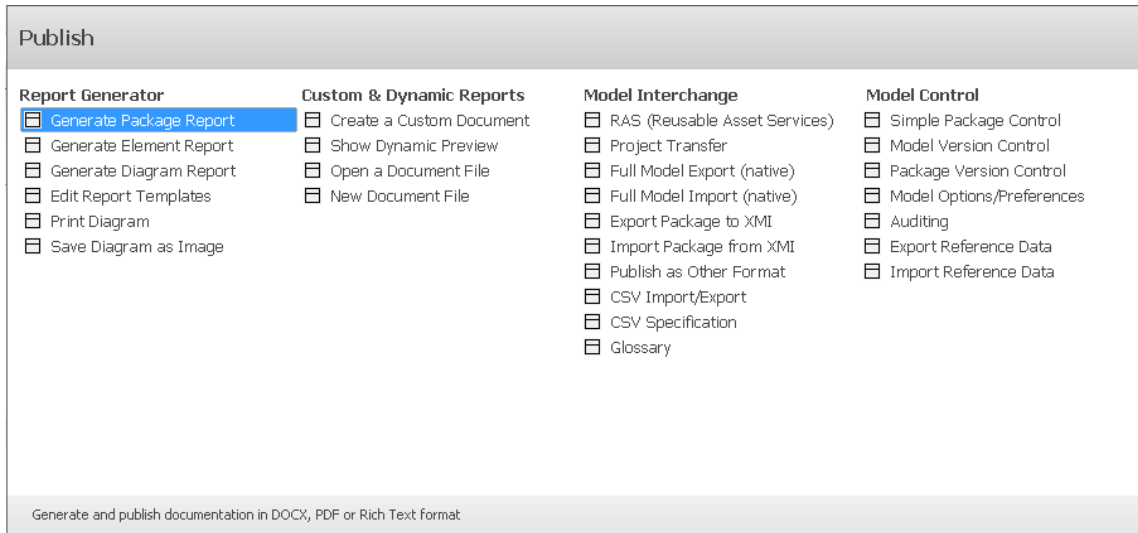 Publish
Report Generator
Generate Package Report
Generate Element Report
Generate Diagram Report
Edit Report Templates
Print Diagram
Save Diagram as Image
Custom & Dynamic Reports
Create a Custom Document
Show Dynamic Preview
Open a Document File
New Document File
Model Interchange
RAS (Reusable Asset Services)
Project Transfer
Full Model Export (native)
Full Model Import (native)
Export Package to XMI
Import Package from XMI
Publish as Other Format
CSV Import/Export
CSV Specification
Glossary
Model Control
Simple Package Control
Model Version Control
Package Version Control
Model Options/Preferences
Auditing
Export Reference Data
Import Reference Data
Generate and publish documentation in DOCX, PDF or Rich Text format